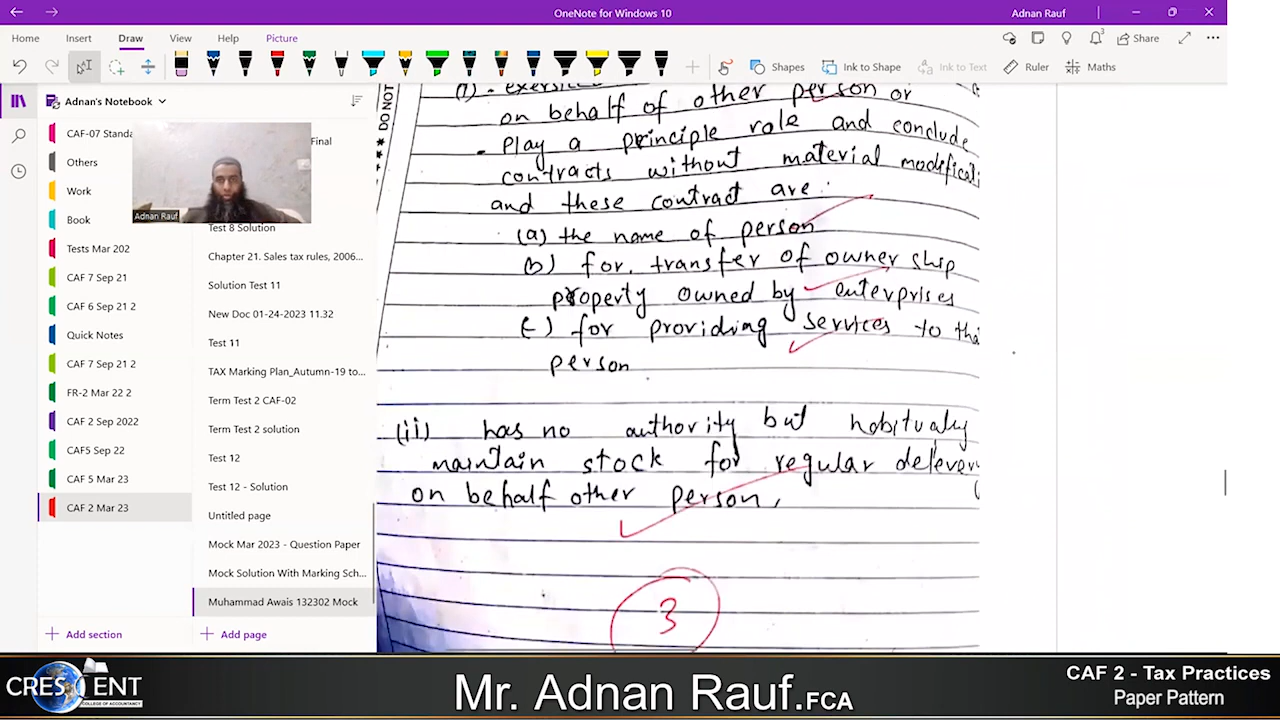 OneNote for Windows 10
Adnan Rauf
Home
Insert
Draw
View
Help
Picture
Share
Shapes
Ink to Shape
Ink to Text
Ruler
Maths
Adnan's Notebook
CAF-07 Standa
Others
Work
Book
Tests Mar 202
CAF 7 Sep 21
CAF 6 Sep 21 2
Quick Notes
CAF 7 Sep 21 2
FR-2 Mar 22 2
CAF 2 Sep 2022
CAF5 Sep 22
CAF 5 Mar 23
CAF 2 Mar 23
Add section
Final
Test 8 Solution
Chapter 21. Sales tax rules, 2006...
Solution Test 11
New Doc 01-24-2023 11.32
Test 11
TAX Marking Plan_Autumn-19 to...
Term Test 2 CAF-02
Term Test 2 solution
Test 12
Test 12 - Solution
Untitled page
Mock Mar 2023 - Question Paper
Mock Solution With Marking Sch...
Muhammad Awais 132302 Mock
Add page
Adnan Rauf
** DO NOT
on behalf of other person or
- Play a principle role and conclude
contracts without material modificati
and these contract are
(a) the name of person
(b) for transfer of owner ship
property owned by enterprises
(c) for providing services to tha
person
(ii) has no authority but habitualy
maintain stock for regular delever
on behalf other person,
3
CRESCENT
COLLEGE OF ACCOUNTANCY
Mr. Adnan Rauf.FCA
CAF 2 - Tax Practices
Paper Pattern